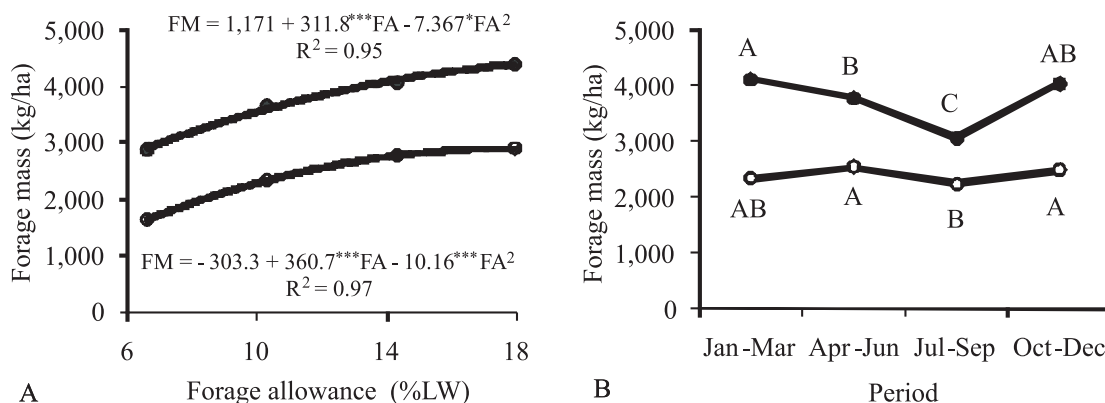 FM = 1,171 + 311.8***FA - 7.367*FA²
R² = 0.95
5,000
4,000
3,000
2,000
1,000
0
Forage mass (kg/ha)
FM = - 303.3 + 360.7***FA - 10.16***FA²
R² = 0.97
6 10 14 18
Forage allowance (%LW)
A
5,000
4,000
3,000
2,000
1,000
0
Forage mass (kg/ha)
A B C AB
AB A B A
Jan-Mar Apr-Jun Jul-Sep Oct-Dec
Period
B